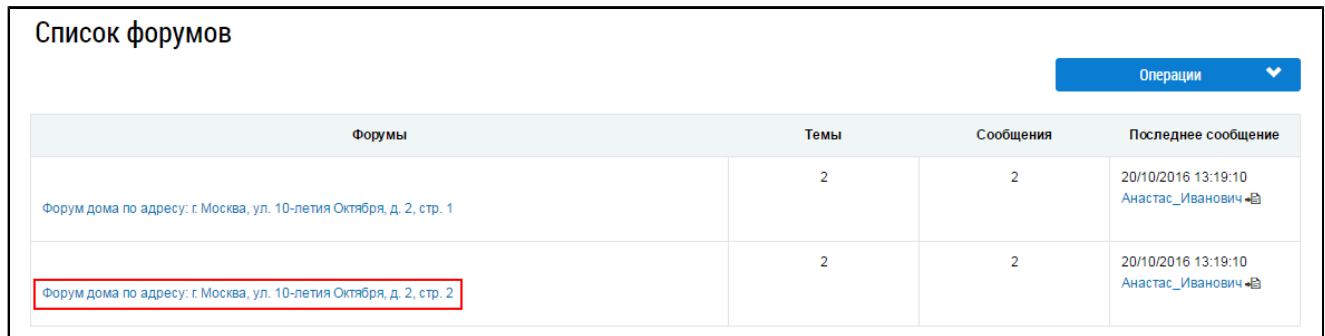 Список форумов
Операции
Форумы Темы Сообщения Последнее сообщение
2 2 20/10/2016 13:19:10
Форум дома по адресу: г. Москва, ул. 10-летия Октября, д. 2, стр. 1 Анастас_Иванович
2 2 20/10/2016 13:19:10
Форум дома по адресу: г. Москва, ул. 10-летия Октября, д. 2, стр. 2 Анастас_Иванович